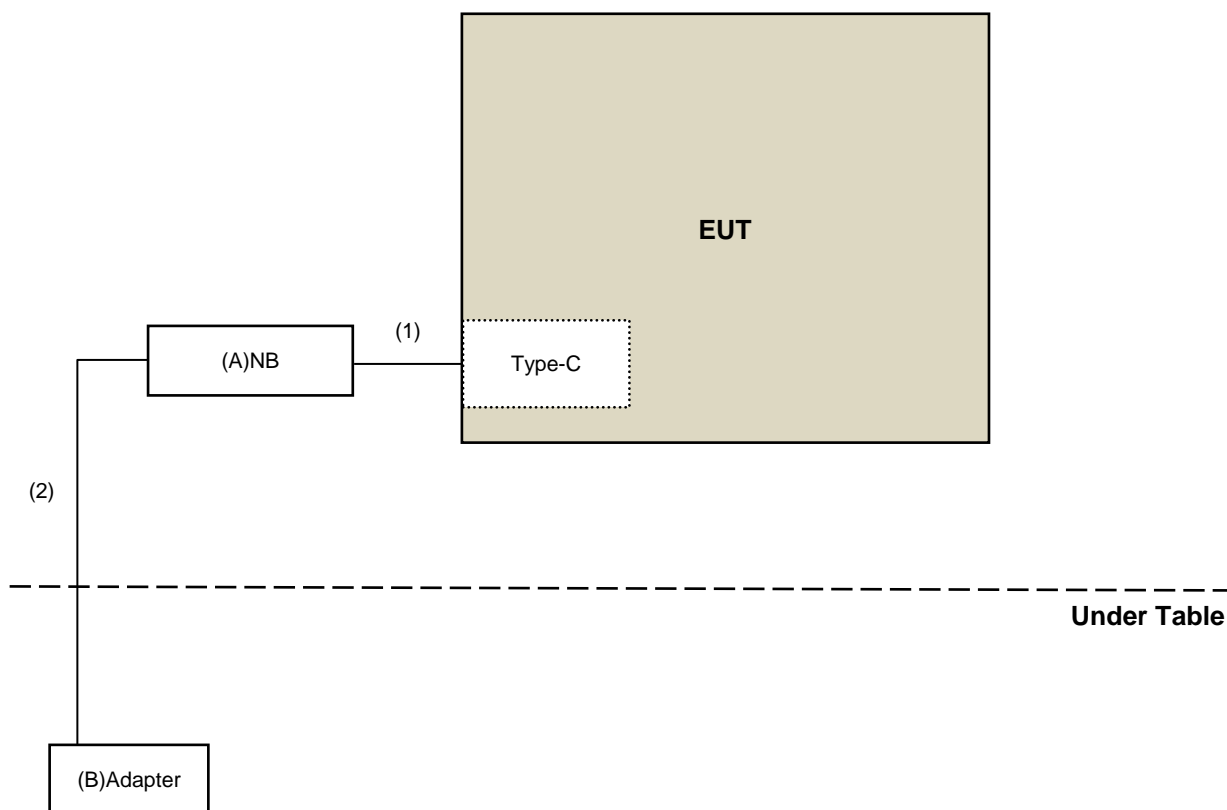 EUT
(1)
(A)NB
Type-C
(2)
Under Table
(B)Adapter